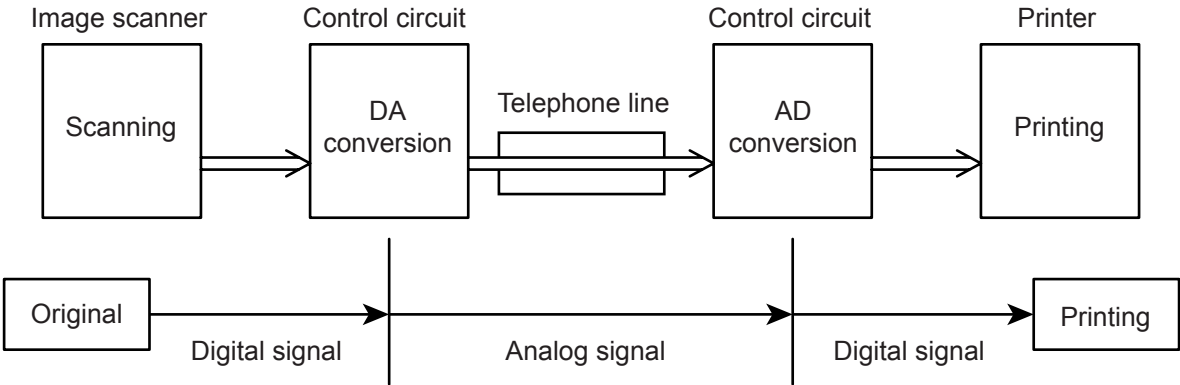 Image scanner
Control circuit
Control circuit
Printer
Scanning
DA
conversion
Telephone line
AD
conversion
Printing
Original
Digital signal
Analog signal
Digital signal
Printing